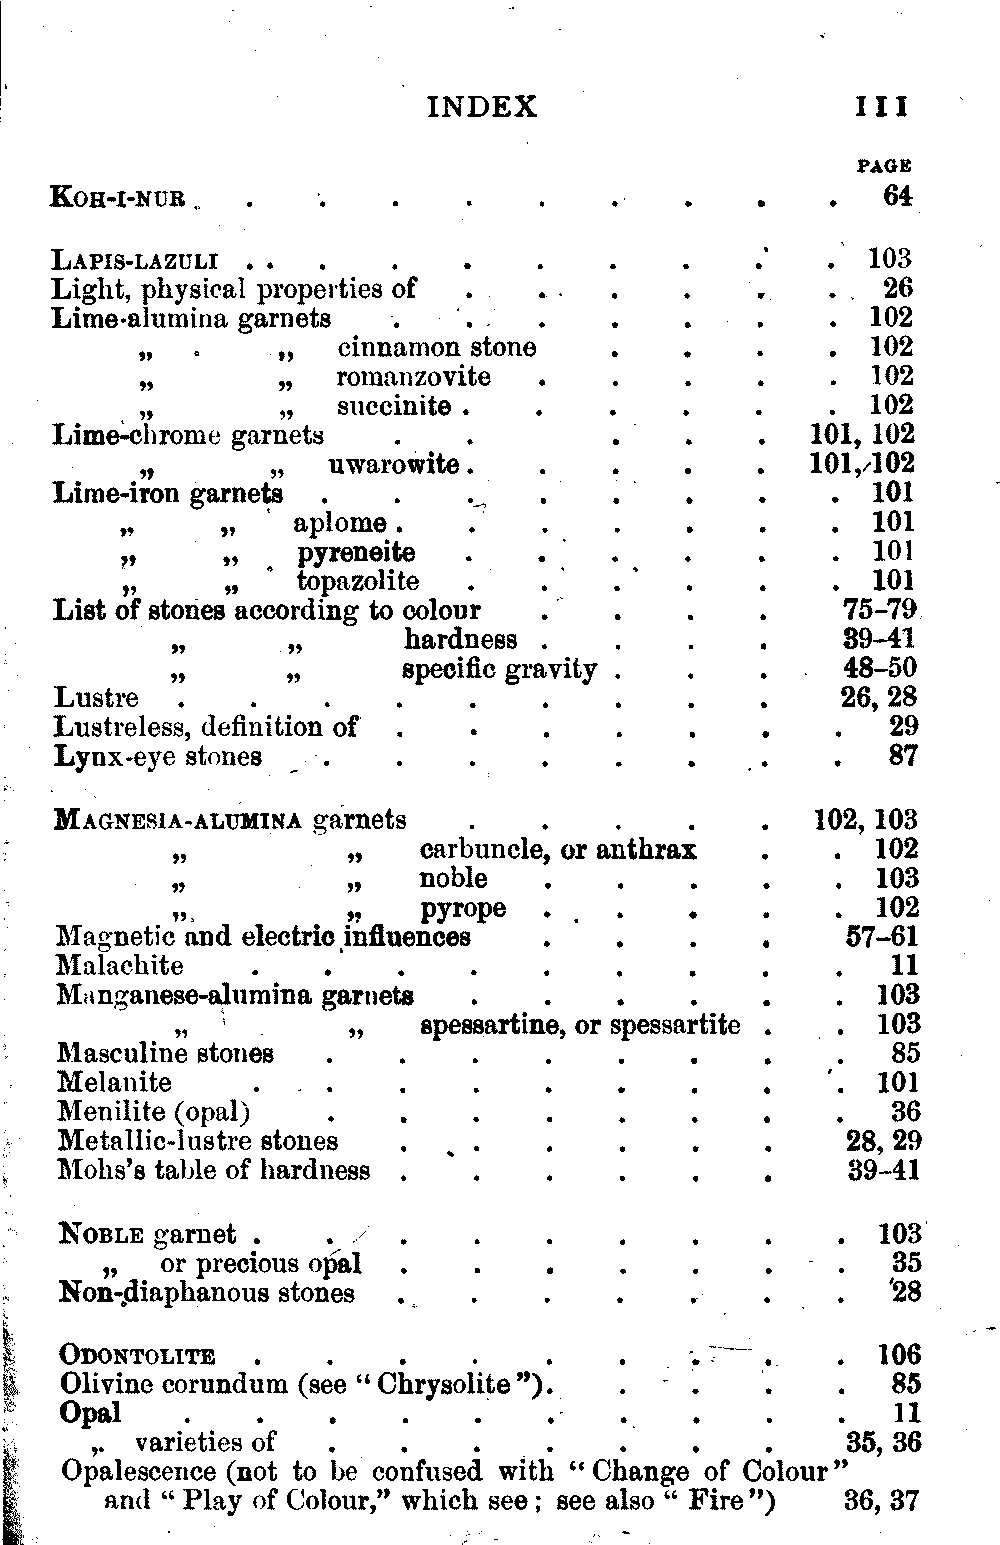 INDEX 111
PAGE
KOH-I-NUR . . . . . . . . . 64
LAPIS-LAZULI . . . . . . . . . . 103
Light, physical properties of . . . . . . 26
Lime-alumina garnets . . . . . . . 102
„ „ cinnamon stone . . . . 102
„ „ romanzovite . . . . . 102
„ „ succinite . . . . . . 102
Lime-chrome garnets . . . . . 101, 102
„ „ uwarowite . . . . . 101, 102
Lime-iron garnets . . . . . . . . 101
„ „ aplome . . . . . . . 101
„ „ pyreneite . . . . . . 101
„ „ topazolite . . . . . . 101
List of stones according to colour . . . . 75–79
„ „ hardness . . . . 39–41
„ „ specific gravity . . . . 48–50
Lustre . . . . . . . . . 26, 28
Lustreless, definition of . . . . . . . 29
Lynx-eye stones . . . . . . . . 87
MAGNESIA-ALUMINA garnets . . . . . 102, 103
„ „ carbuncle, or anthrax . . 102
„ „ noble . . . . . 103
„ „ pyrope . . . . . 102
Magnetic and electric influences . . . . 57–61
Malachite . . . . . . . . . 11
Manganese-alumina garnets . . . . . . 103
„ „ spessartine, or spessartite . . 103
Masculine stones . . . . . . . . 85
Melanite . . . . . . . . . 101
Menilite (opal) . . . . . . . . 36
Metallic-lustre stones . . . . . . 28, 29
Mohs's table of hardness . . . . . . 39–41
NOBLE garnet . . . . . . . . . 103
„ or precious opal . . . . . . . 35
Non-diaphanous stones . . . . . . . 28
ODONTOLITE . . . . . . . . . 106
Olivine corundum (see “Chrysolite”). . . . . 85
Opal . . . . . . . . . . 11
„ varieties of . . . . . . . 35, 36
Opalescence (not to be confused with “Change of Colour”
and “Play of Colour,” which see; see also “Fire”) 36, 37